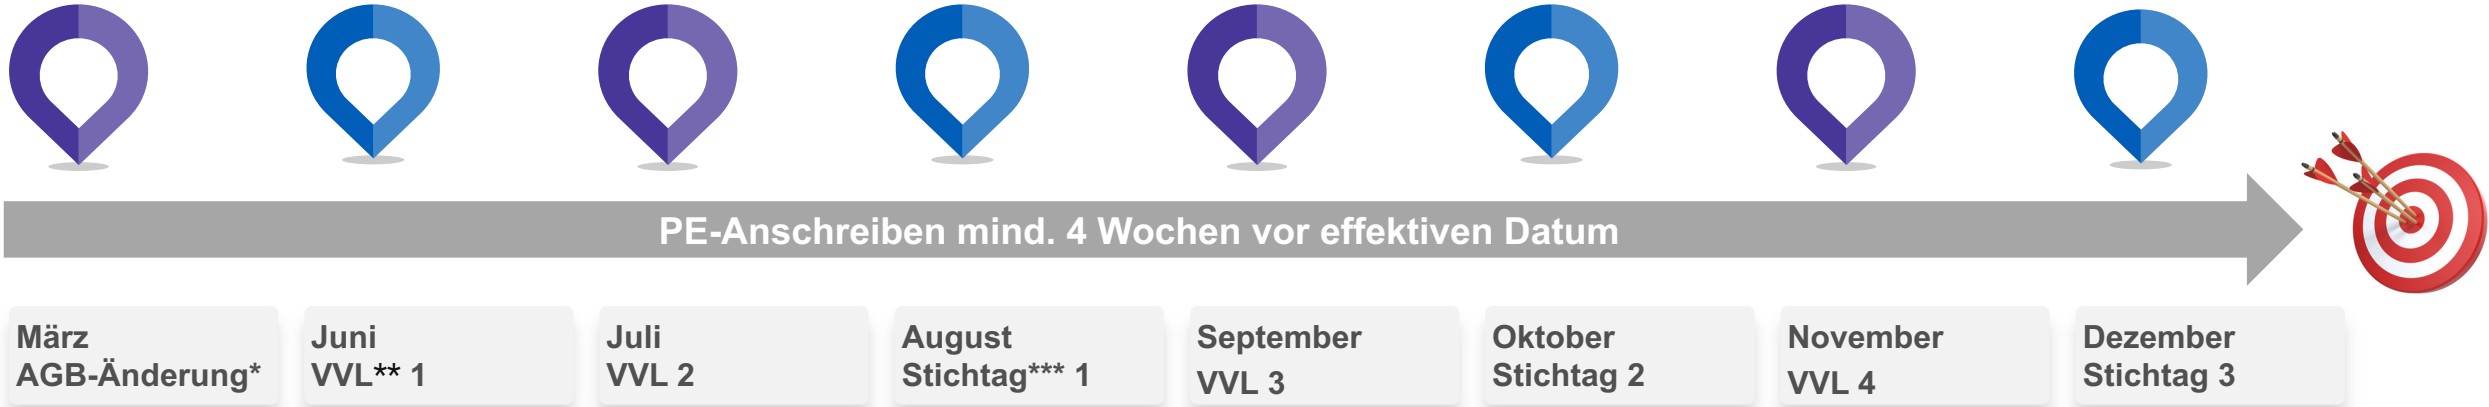 PE-Anschreiben mind. 4 Wochen vor effektiven Datum
März
AGB-Änderung*
Juni
VVL** 1
Juli
VVL 2
August
Stichtag*** 1
September
VVL 3
Oktober
Stichtag 2
November
VVL 4
Dezember
Stichtag 3